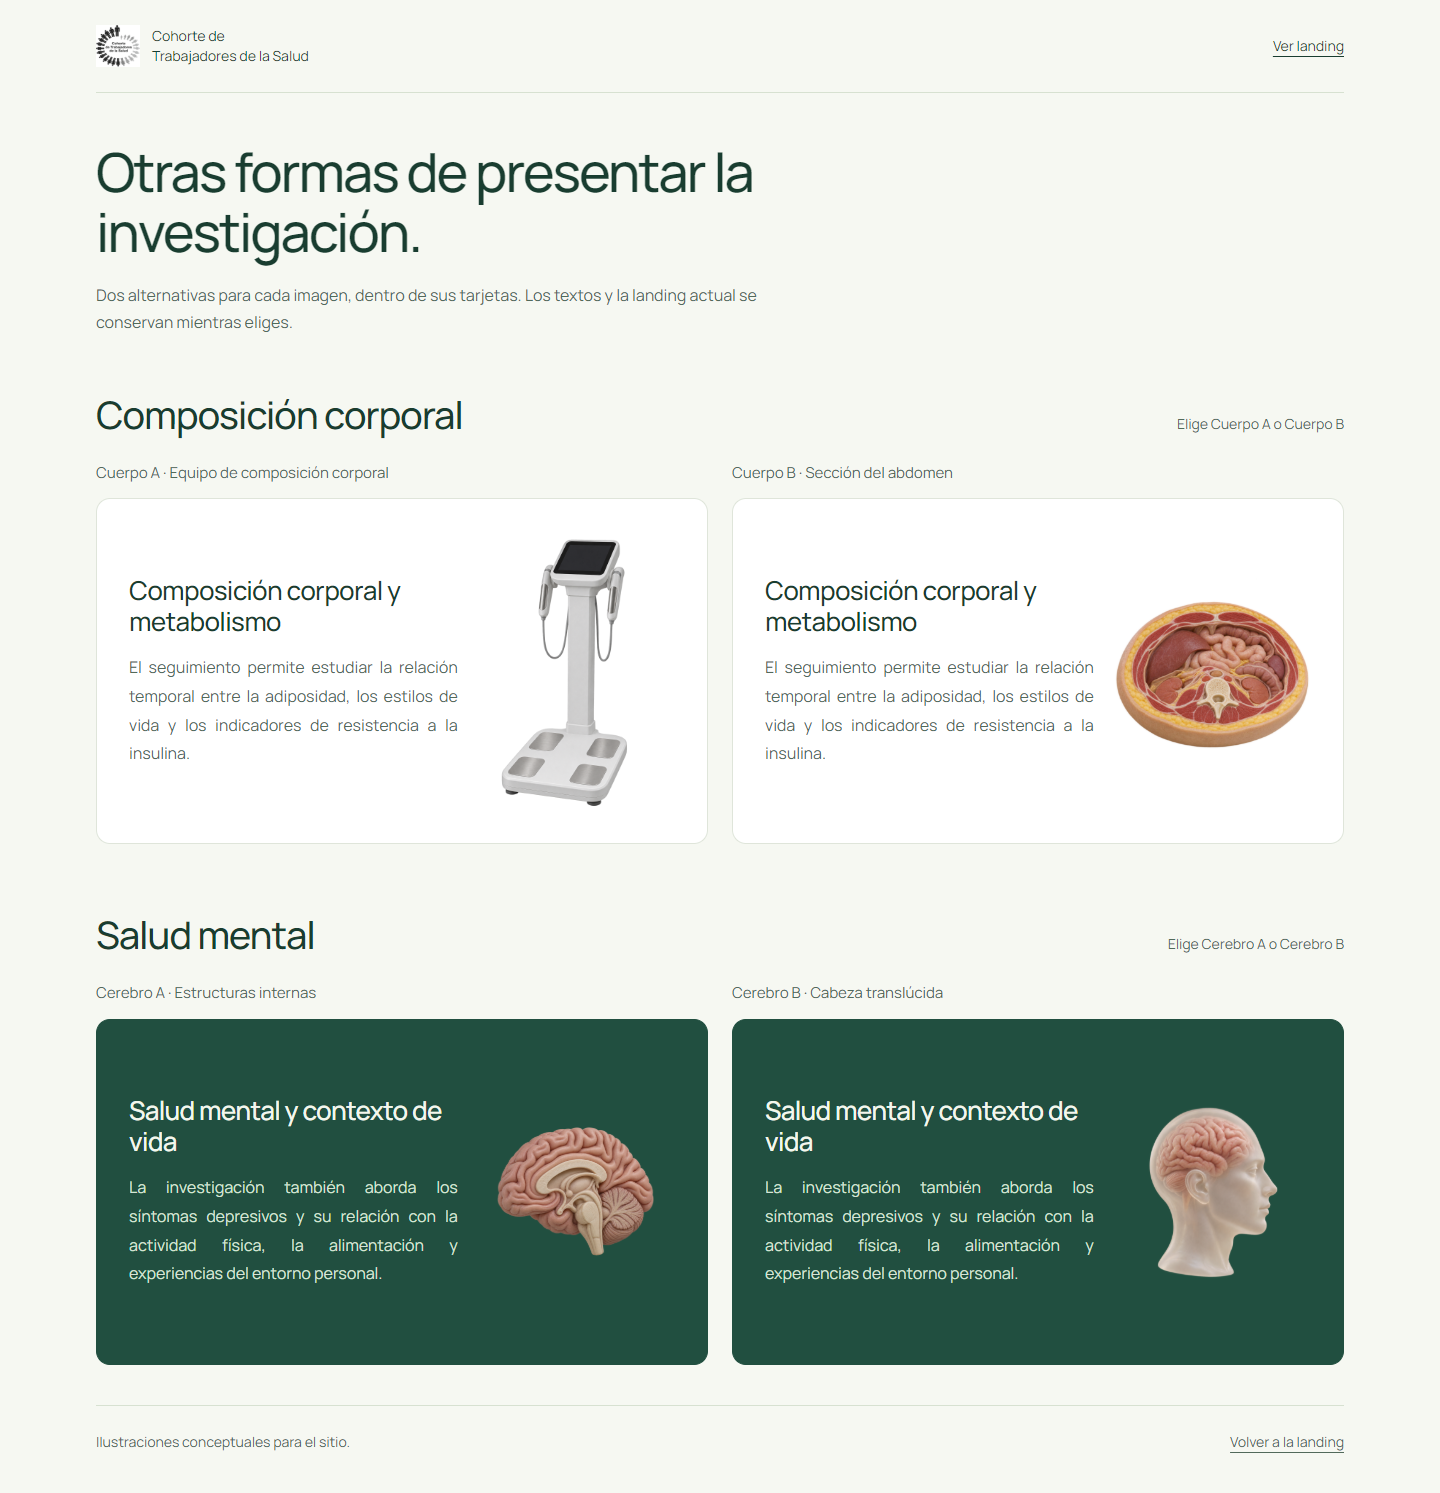 Cohorte de Trabajadores de la Salud
Cohorte de
Trabajadores de la Salud
Ver landing
Otras formas de presentar la
investigación.
Dos alternativas para cada imagen, dentro de sus tarjetas. Los textos y la landing actual se
conservan mientras eliges.
Composición corporal
Elige Cuerpo A o Cuerpo B
Cuerpo A · Equipo de composición corporal
Cuerpo B · Sección del abdomen
Composición corporal y
metabolismo
El seguimiento permite estudiar la relación
temporal entre la adiposidad, los estilos de
vida y los indicadores de resistencia a la
insulina.
Composición corporal y
metabolismo
El seguimiento permite estudiar la relación
temporal entre la adiposidad, los estilos de
vida y los indicadores de resistencia a la
insulina.
Salud mental
Elige Cerebro A o Cerebro B
Cerebro A · Estructuras internas
Cerebro B · Cabeza translúcida
Salud mental y contexto de
vida
La investigación también aborda los
síntomas depresivos y su relación con la
actividad física, la alimentación y
experiencias del entorno personal.
Salud mental y contexto de
vida
La investigación también aborda los
síntomas depresivos y su relación con la
actividad física, la alimentación y
experiencias del entorno personal.
Ilustraciones conceptuales para el sitio.
Volver a la landing